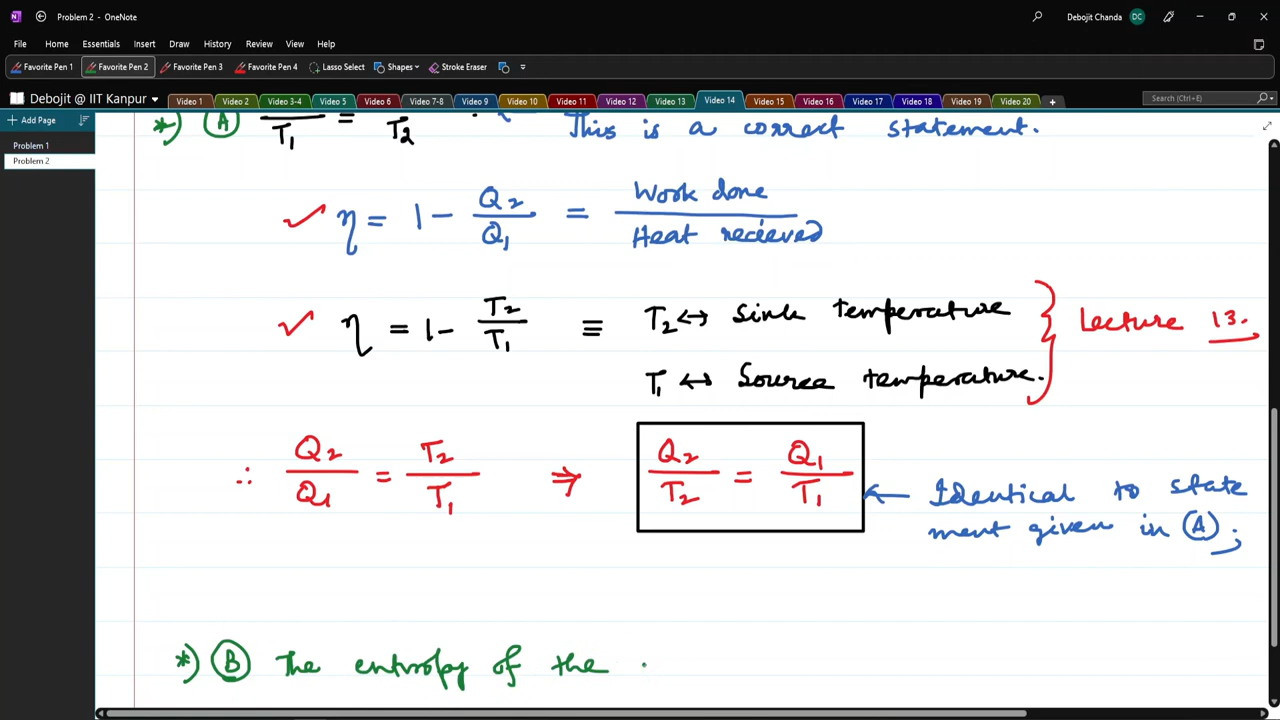 Problem 2 - OneNote
Debojit Chanda DC
File Home Essentials Insert Draw History Review View Help
Favorite Pen 1 Favorite Pen 2 Favorite Pen 3 Favorite Pen 4 Lasso Select Shapes Stroke Eraser
Debojit @ IIT Kanpur
Video 1 Video 2 Video 3-4 Video 5 Video 6 Video 7-8 Video 9 Video 10 Video 11 Video 12 Video 13 Video 14 Video 15 Video 16 Video 17 Video 18 Video 19 Video 20
Search (Ctrl+E)
Add Page
Problem 1
Problem 2
*) (A) /T₁ = /T₂ . ← This is a correct statement.
✓ η = 1 - Q₂/Q₁ = Work done / Heat recieved
✓ η = 1 - T₂/T₁ ≡ T₂ ↔ Sink temperature
T₁ ↔ Source temperature.
} Lecture 13.
∴ Q₂/Q₁ = T₂/T₁ ⇒ Q₂/T₂ = Q₁/T₁ ← Identical to state
ment given in (A);
*) (B) The entropy of the